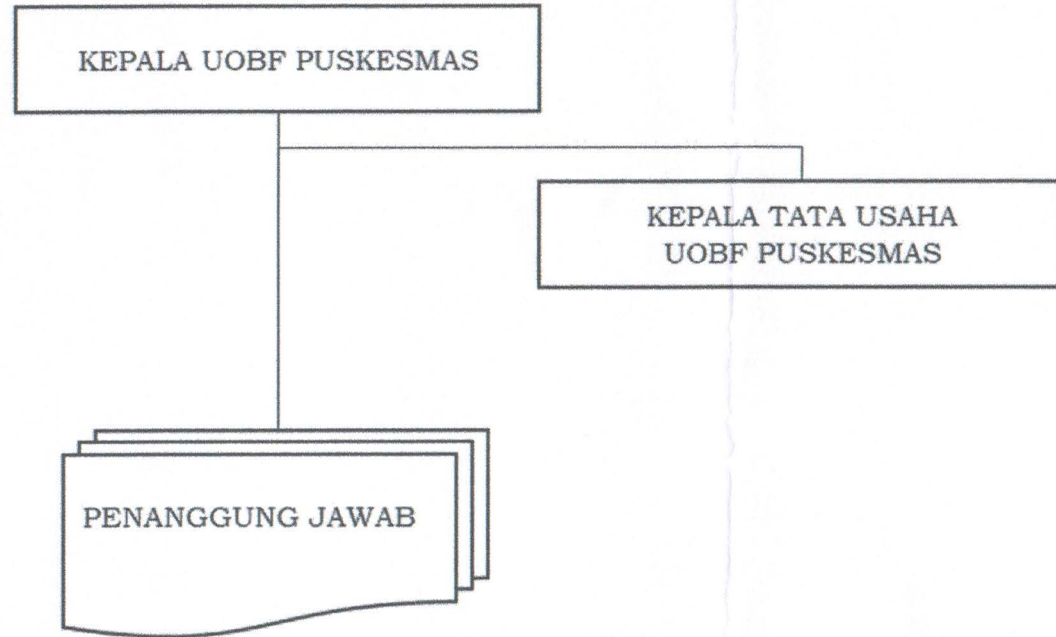 KEPALA UOBF PUSKESMAS
KEPALA TATA USAHA
UOBF PUSKESMAS
PENANGGUNG JAWAB